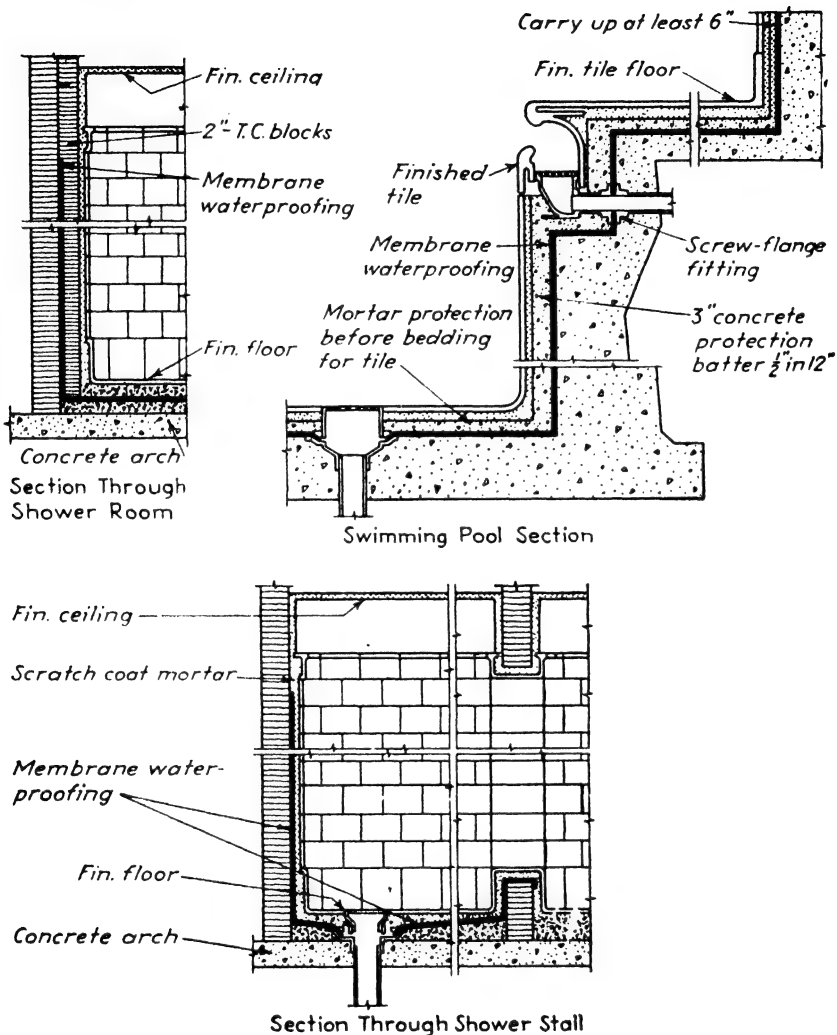 Carry up at least 6"
Fin. ceiling
Fin. tile floor
2"-T.C. blocks
Finished
tile
Membrane
waterproofing
Membrane
waterproofing
Screw-flange
fitting
Mortar protection
before bedding
for tile
3" concrete
protection
batter ½" in 12"
Fin. floor
Concrete arch
Section Through
Shower Room
Swimming Pool Section
Fin. ceiling
Scratch coat mortar
Membrane water-
proofing
Fin. floor
Concrete arch
Section Through Shower Stall